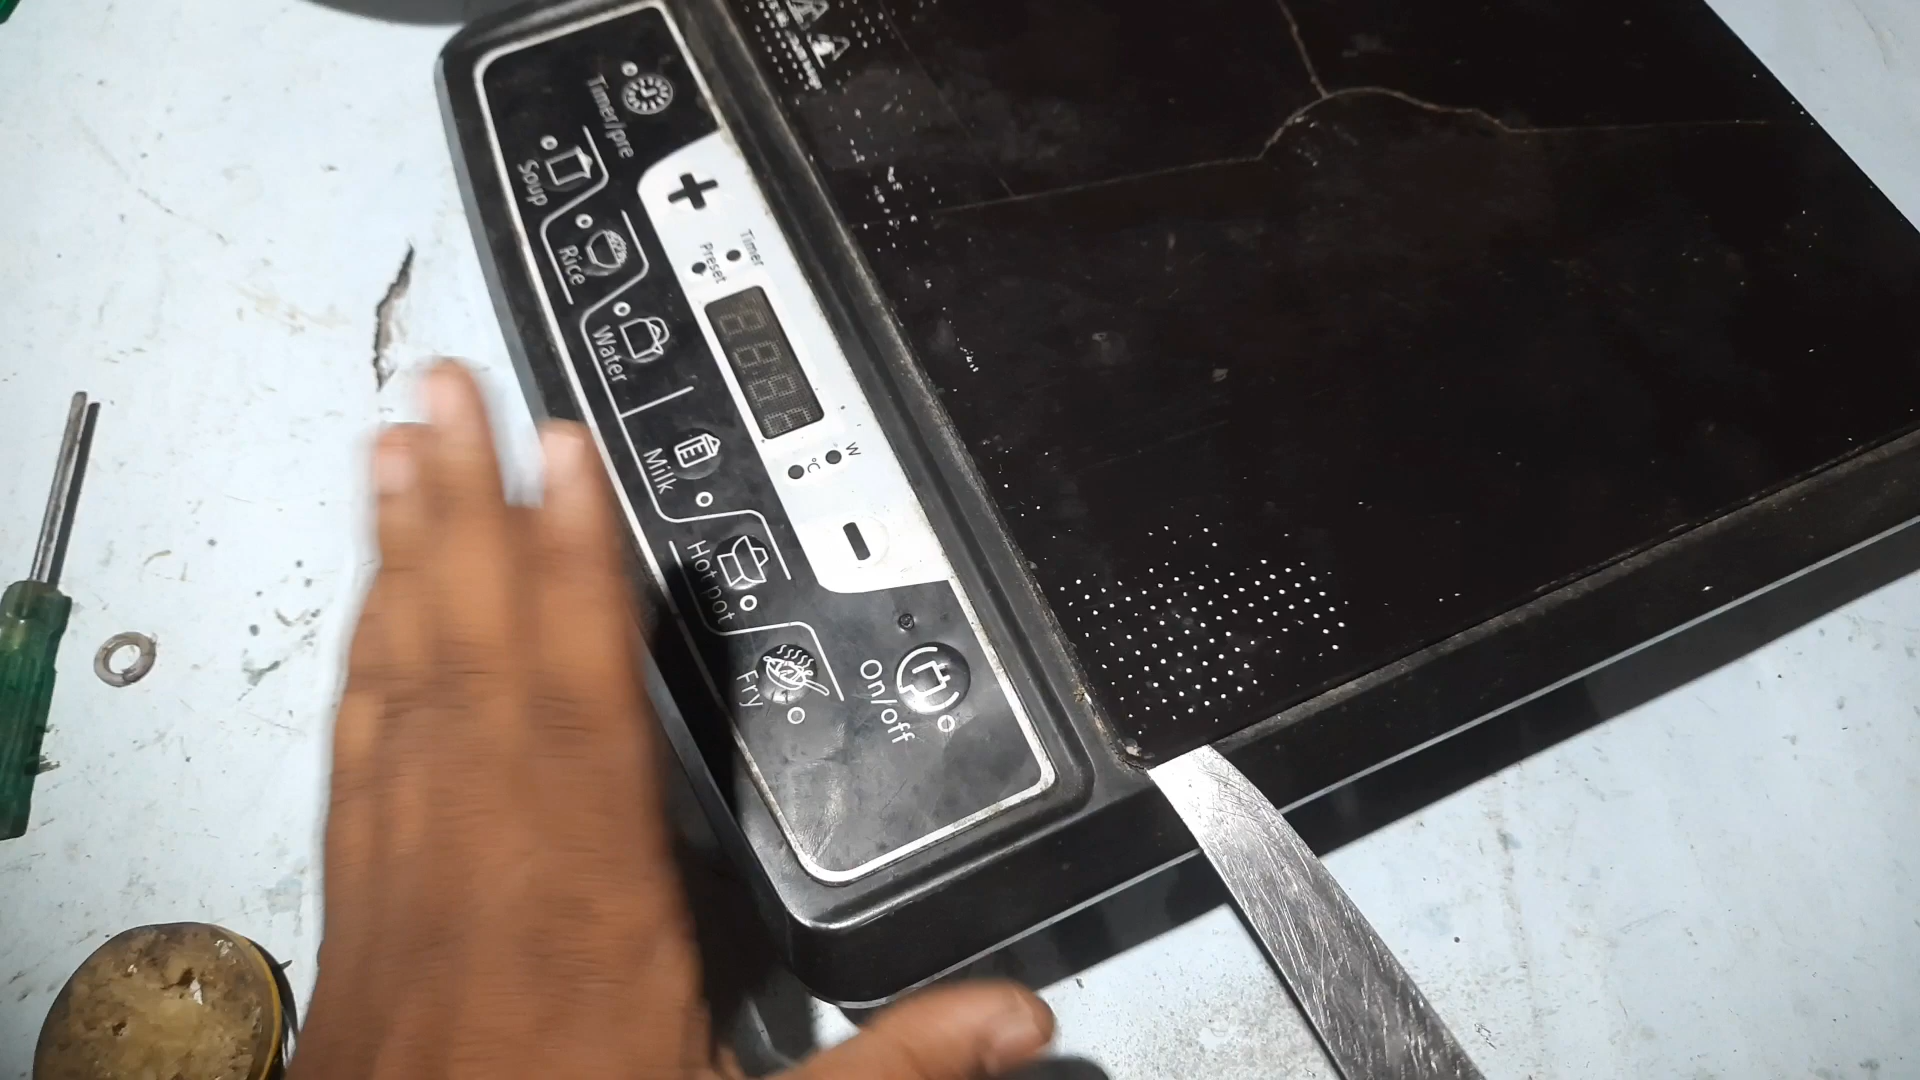 Timer/pre
Soup
Rice
Water
Milk
Hot pot
Fry
Timer
Preset
°C
W
On/off